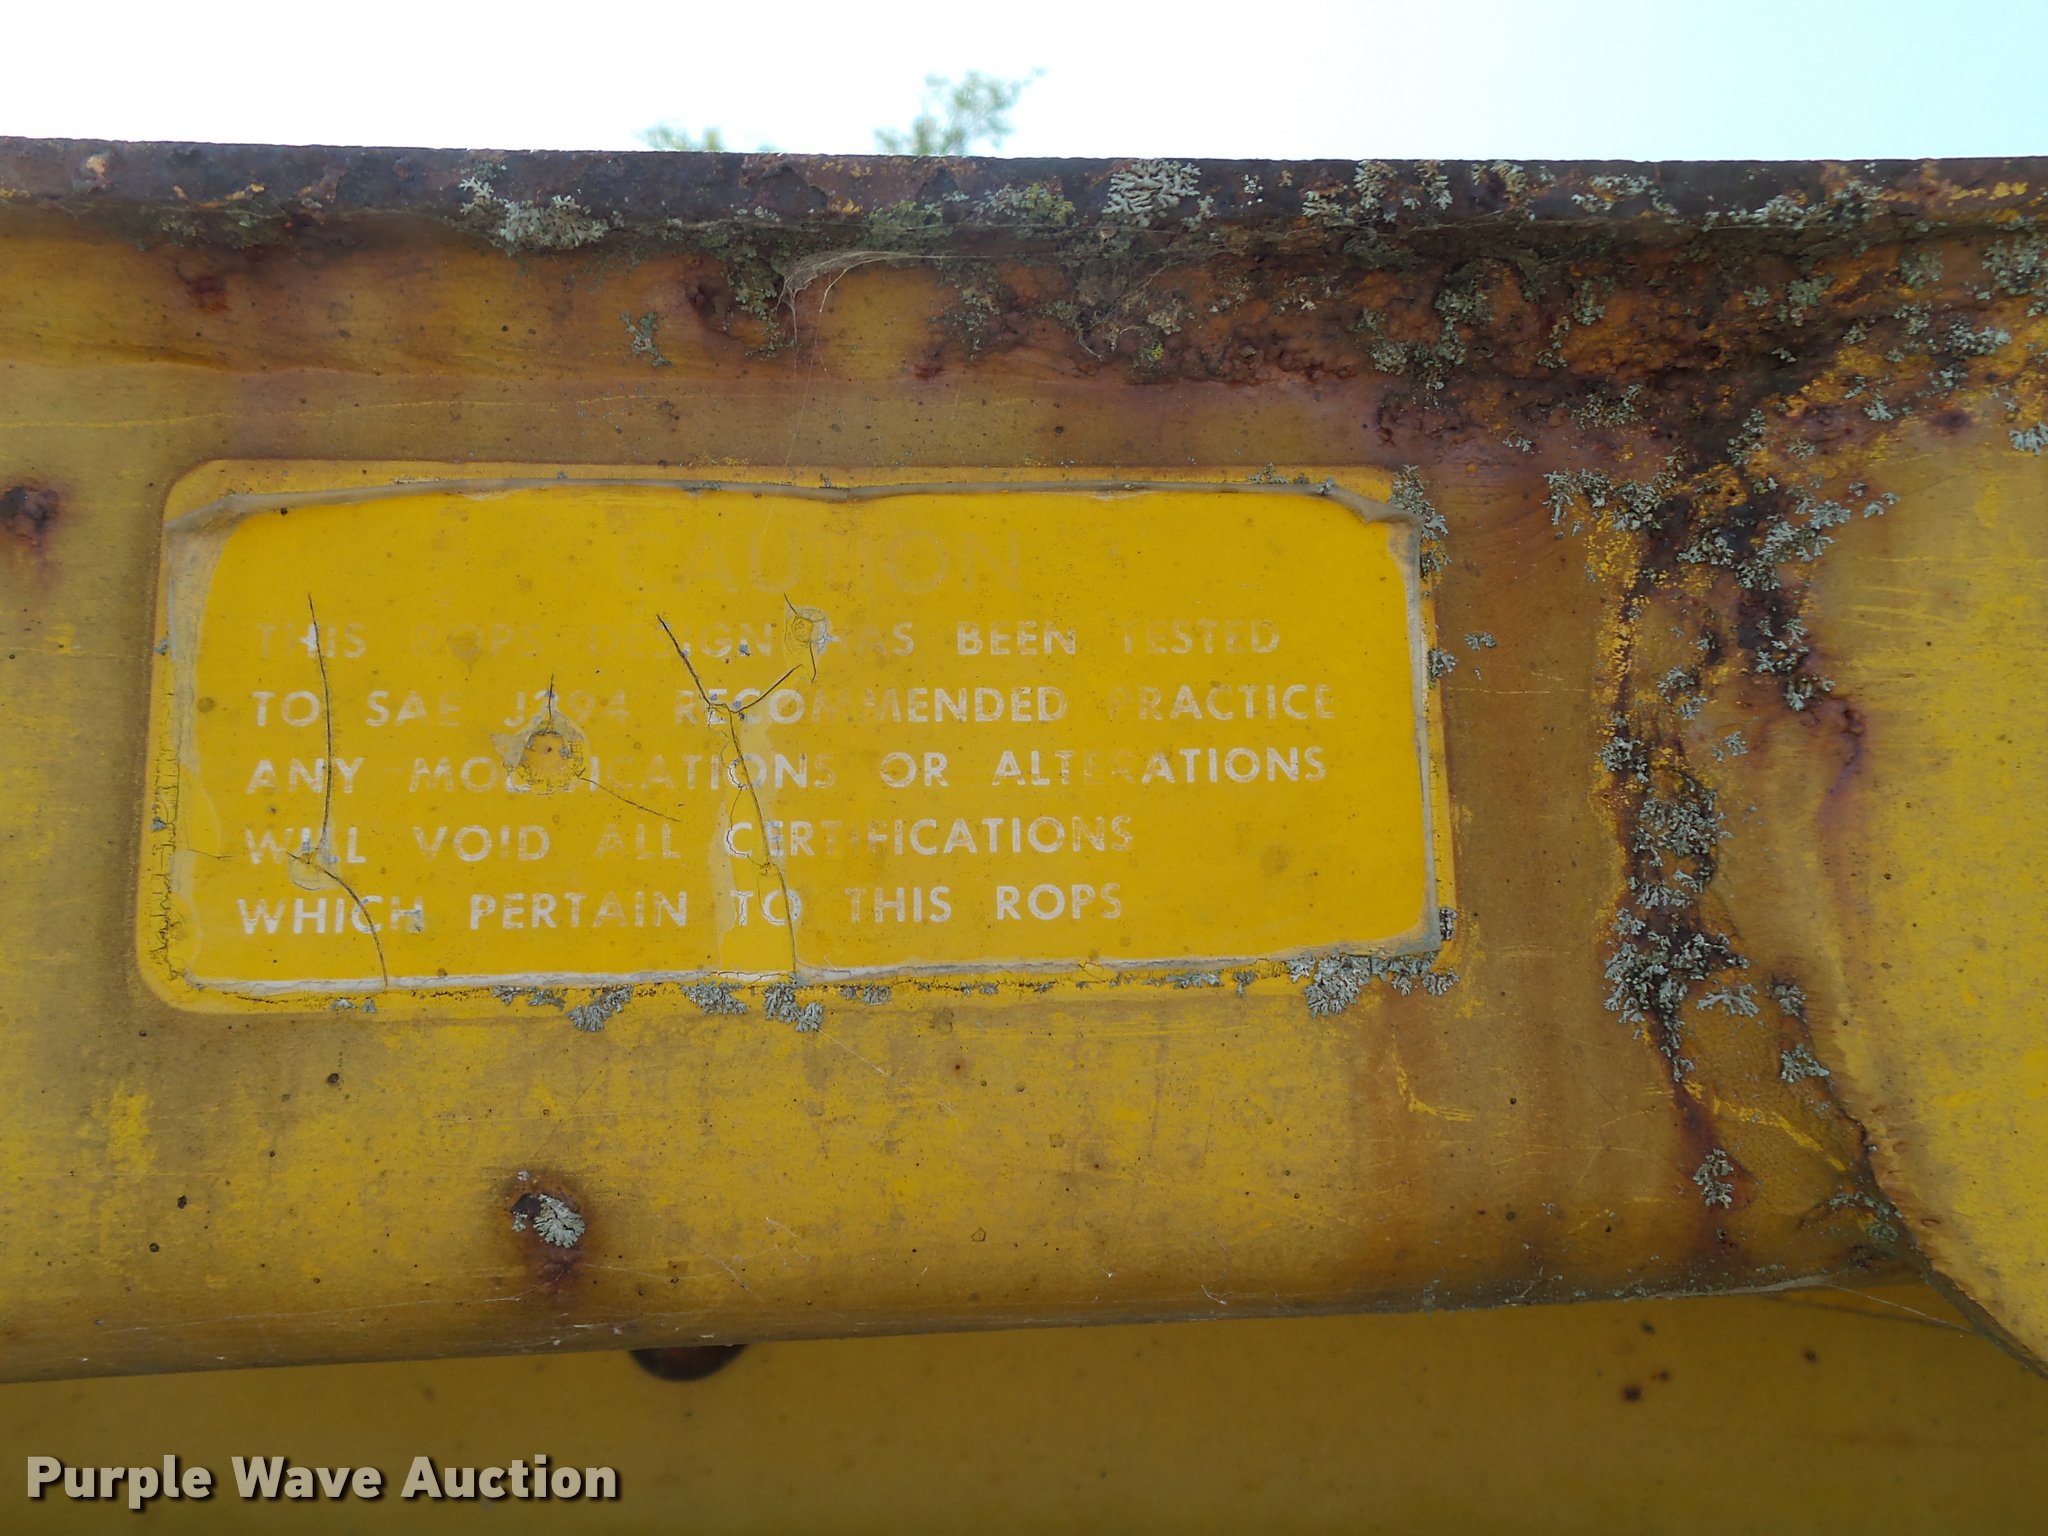 CAUTION
THIS ROPS DESIGN HAS BEEN TESTED
TO SAE J394 RECOMMENDED PRACTICE
ANY MODIFICATIONS OR ALTERATIONS
WILL VOID ALL CERTIFICATIONS
WHICH PERTAIN TO THIS ROPS
Purple Wave Auction